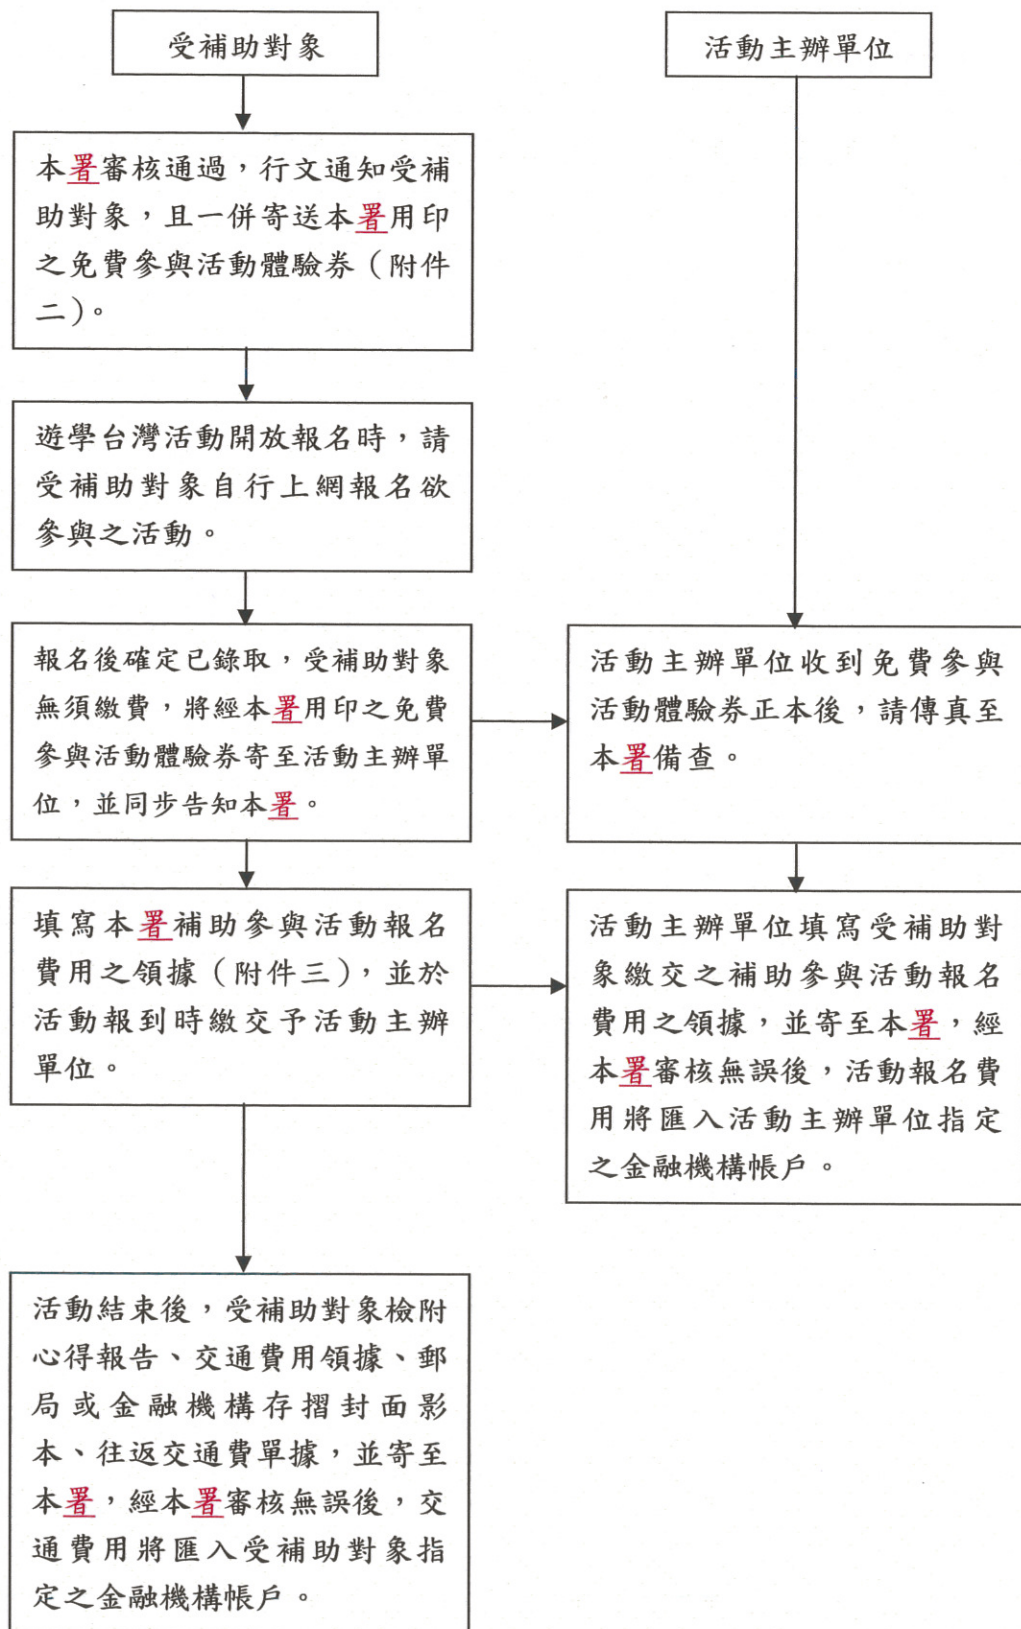 受補助對象
活動主辦單位
本署審核通過，行文通知受補
助對象，且一併寄送本署用印
之免費參與活動體驗券（附件
二）。
遊學台灣活動開放報名時，請
受補助對象自行上網報名欲
參與之活動。
報名後確定已錄取，受補助對象
無須繳費，將經本署用印之免費
參與活動體驗券寄至活動主辦單
位，並同步告知本署。
活動主辦單位收到免費參與
活動體驗券正本後，請傳真至
本署備查。
填寫本署補助參與活動報名
費用之領據（附件三），並於
活動報到時繳交予活動主辦
單位。
活動主辦單位填寫受補助對
象繳交之補助參與活動報名
費用之領據，並寄至本署，經
本署審核無誤後，活動報名費
用將匯入活動主辦單位指定
之金融機構帳戶。
活動結束後，受補助對象檢附
心得報告、交通費用領據、郵
局或金融機構存摺封面影
本、往返交通費單據，並寄至
本署，經本署審核無誤後，交
通費用將匯入受補助對象指
定之金融機構帳戶。